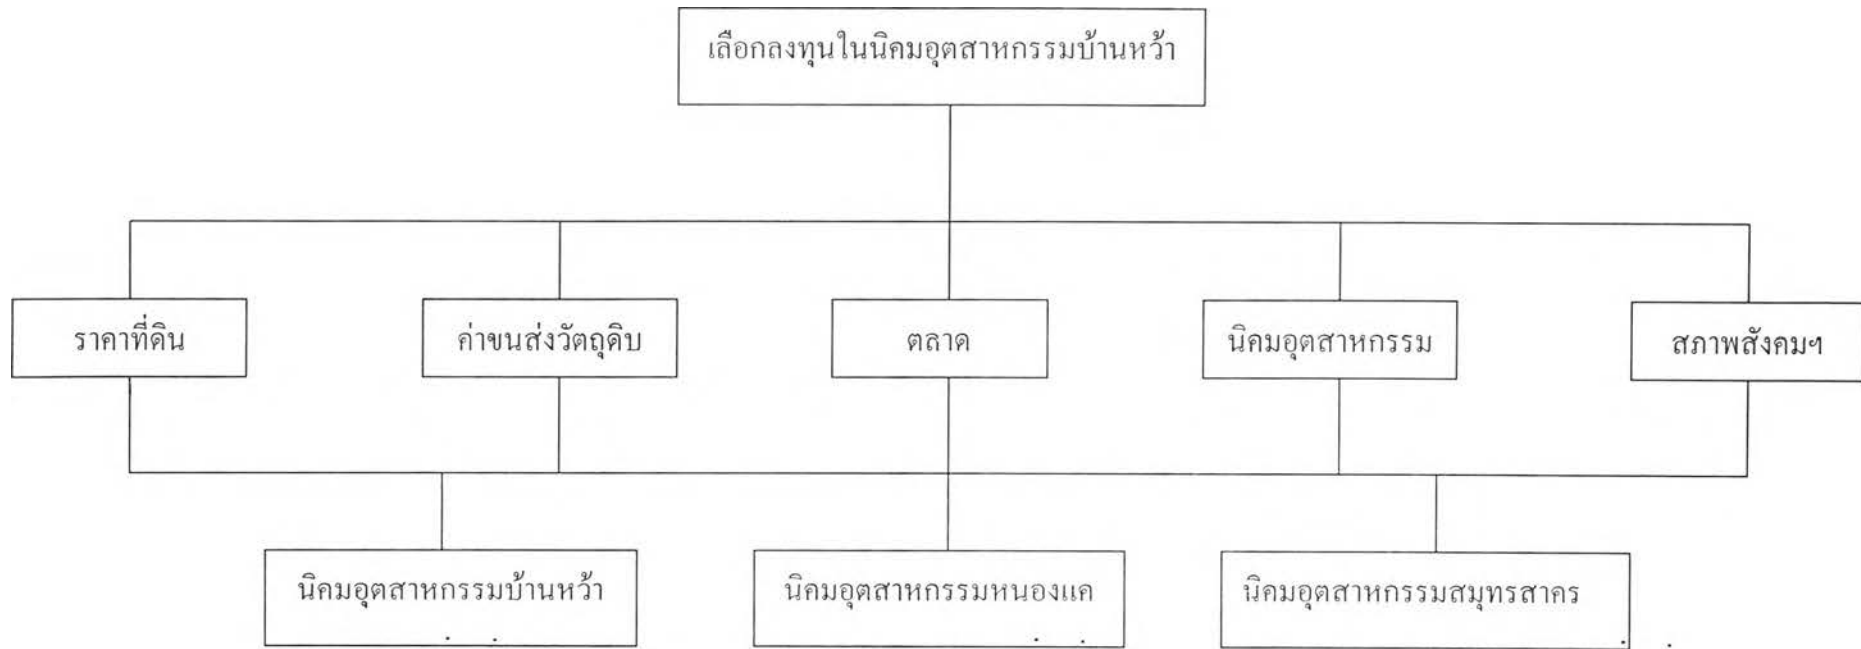 เลือกลงทุนในนิคมอุตสาหกรรมบ้านหว้า
ราคาที่ดิน
ค่าขนส่งวัตถุดิบ
ตลาด
นิคมอุตสาหกรรม
สภาพสังคมฯ
นิคมอุตสาหกรรมบ้านหว้า
นิคมอุตสาหกรรมหนองแค
นิคมอุตสาหกรรมสมุทรสาคร